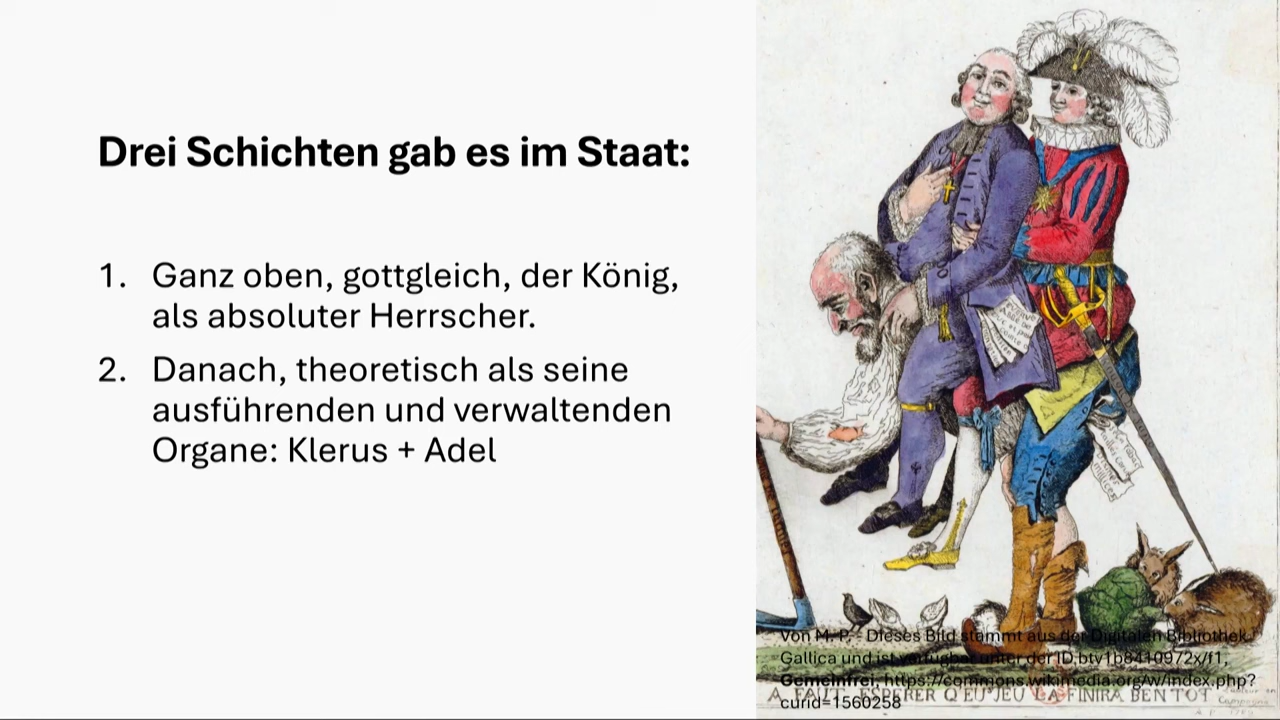 Drei Schichten gab es im Staat:
1. Ganz oben, gottgleich, der König,
als absoluter Herrscher.
2. Danach, theoretisch als seine
ausführenden und verwaltenden
Organe: Klerus + Adel
Von M. P. - Dieses Bild stammt aus der Digitalen Bibliothek
Gallica und ist verfügbar unter der ID btv1b8410972x/f1,
Gemeinfrei, https://commons.wikimedia.org/w/index.php?
curid=1560258
A FAUT ESPERER Q'EU'JEU LA FINIRA BEN TOT